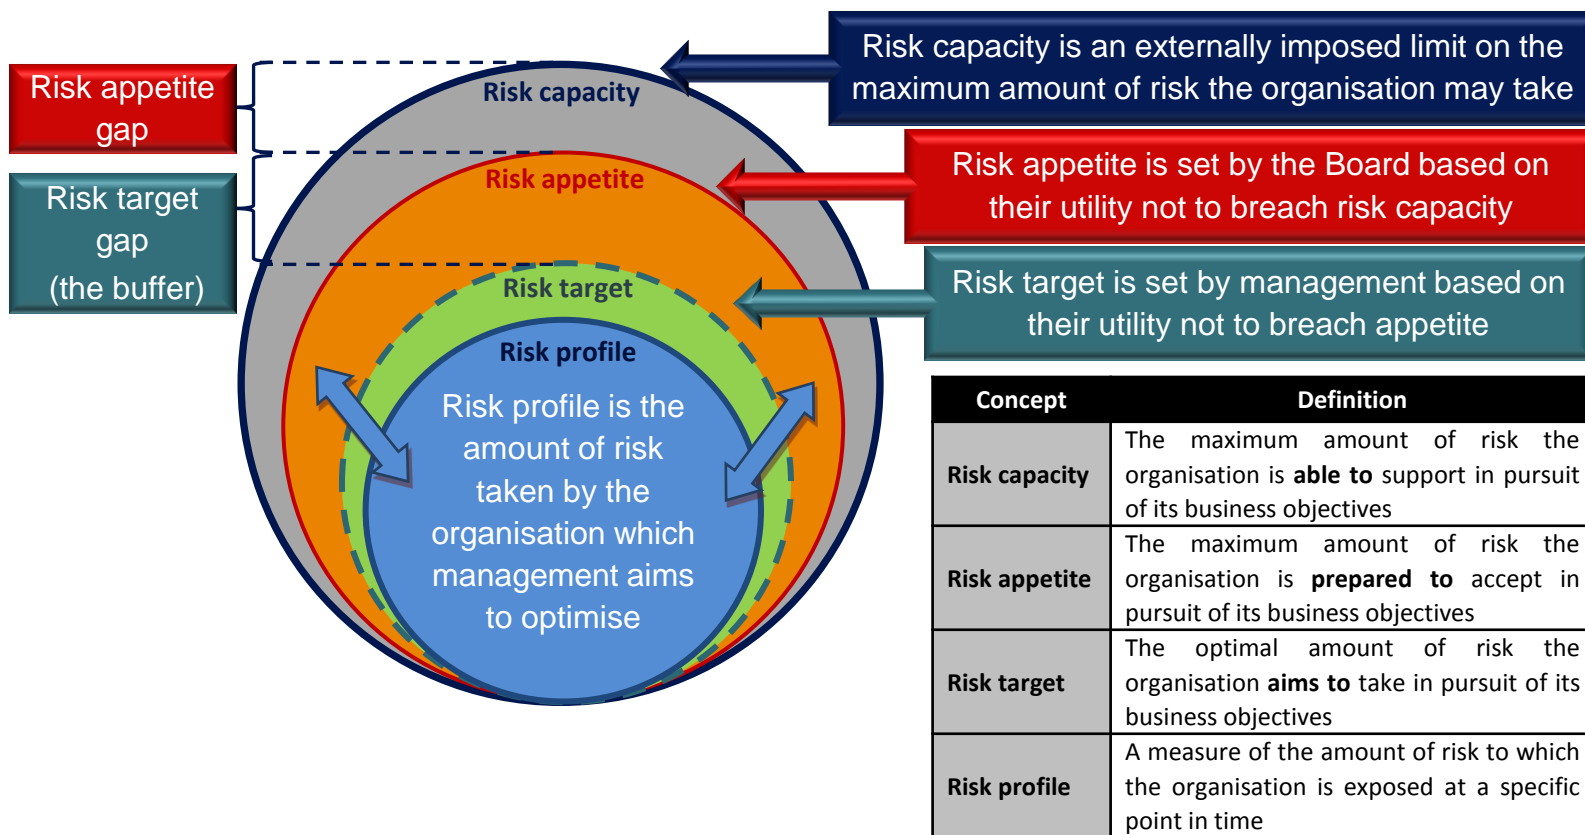 Risk appetite
gap
Risk target
gap
(the buffer)
Risk capacity
Risk appetite
Risk target
Risk profile
Risk profile is the
amount of risk
taken by the
organisation which
management aims
to optimise
Risk capacity is an externally imposed limit on the
maximum amount of risk the organisation may take
Risk appetite is set by the Board based on
their utility not to breach risk capacity
Risk target is set by management based on
their utility not to breach appetite
Concept Definition
Risk capacity
The maximum amount of risk the
organisation is able to support in pursuit
of its business objectives
Risk appetite
The maximum amount of risk the
organisation is prepared to accept in
pursuit of its business objectives
Risk target
The optimal amount of risk the
organisation aims to take in pursuit of its
business objectives
Risk profile
A measure of the amount of risk to which
the organisation is exposed at a specific
point in time